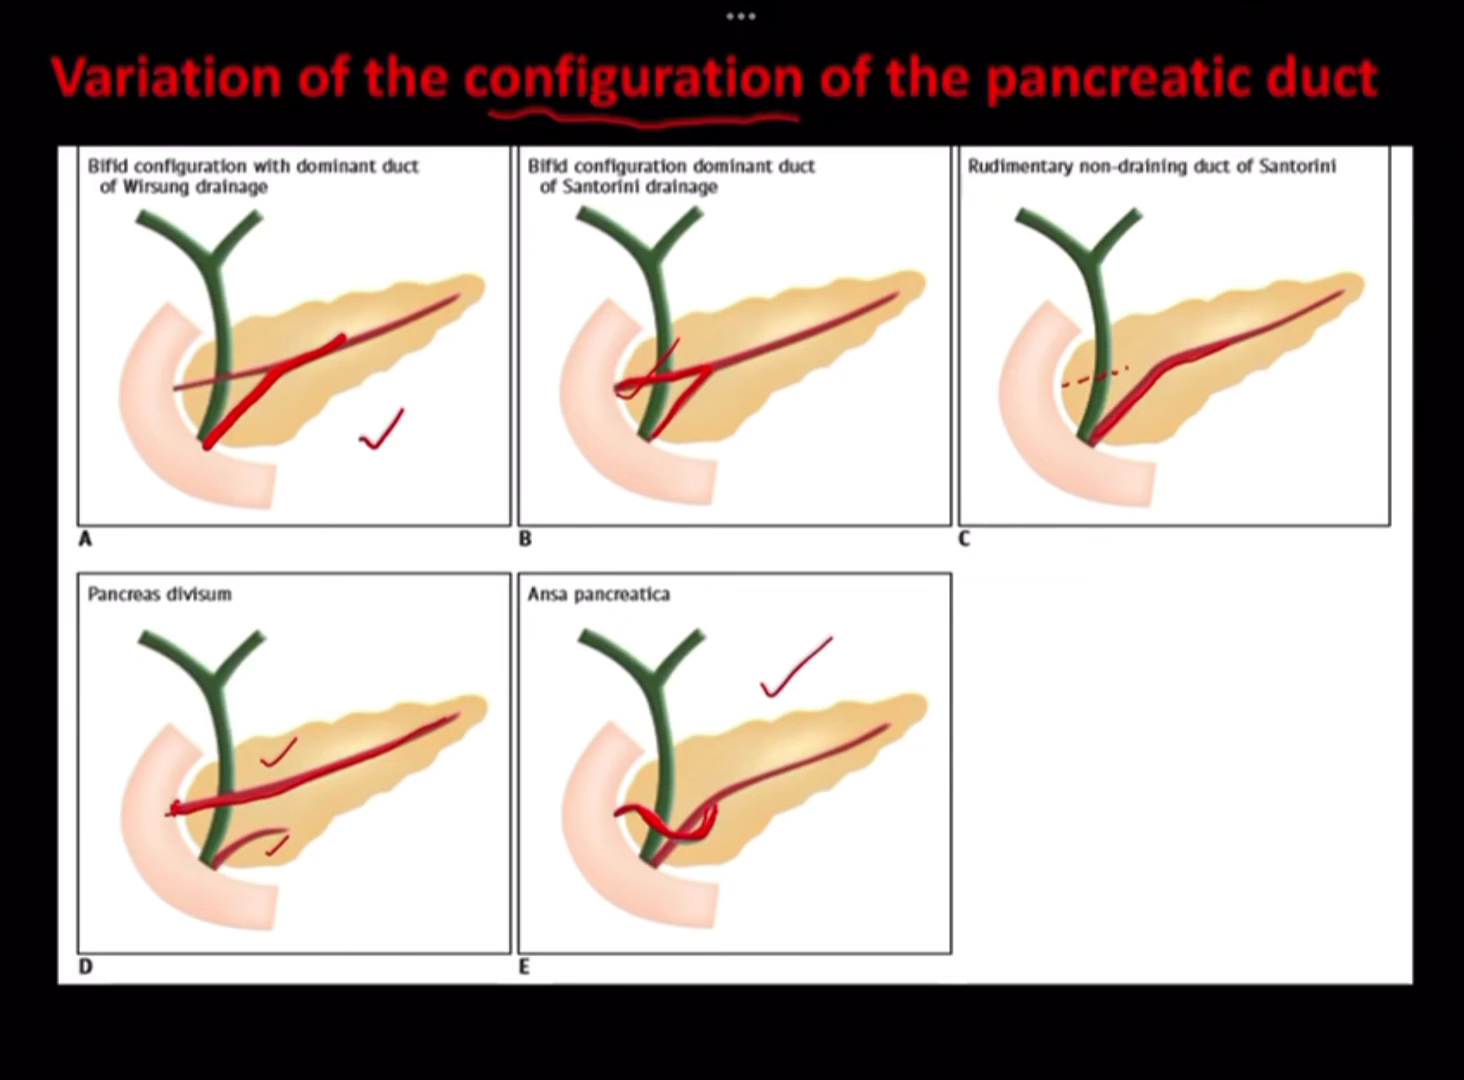 Variation of the configuration of the pancreatic duct
Bifid configuration with dominant duct
of Wirsung drainage
Bifid configuration dominant duct
of Santorini drainage
Rudimentary non-draining duct of Santorini
A
B
C
Pancreas divisum
Ansa pancreatica
D
E